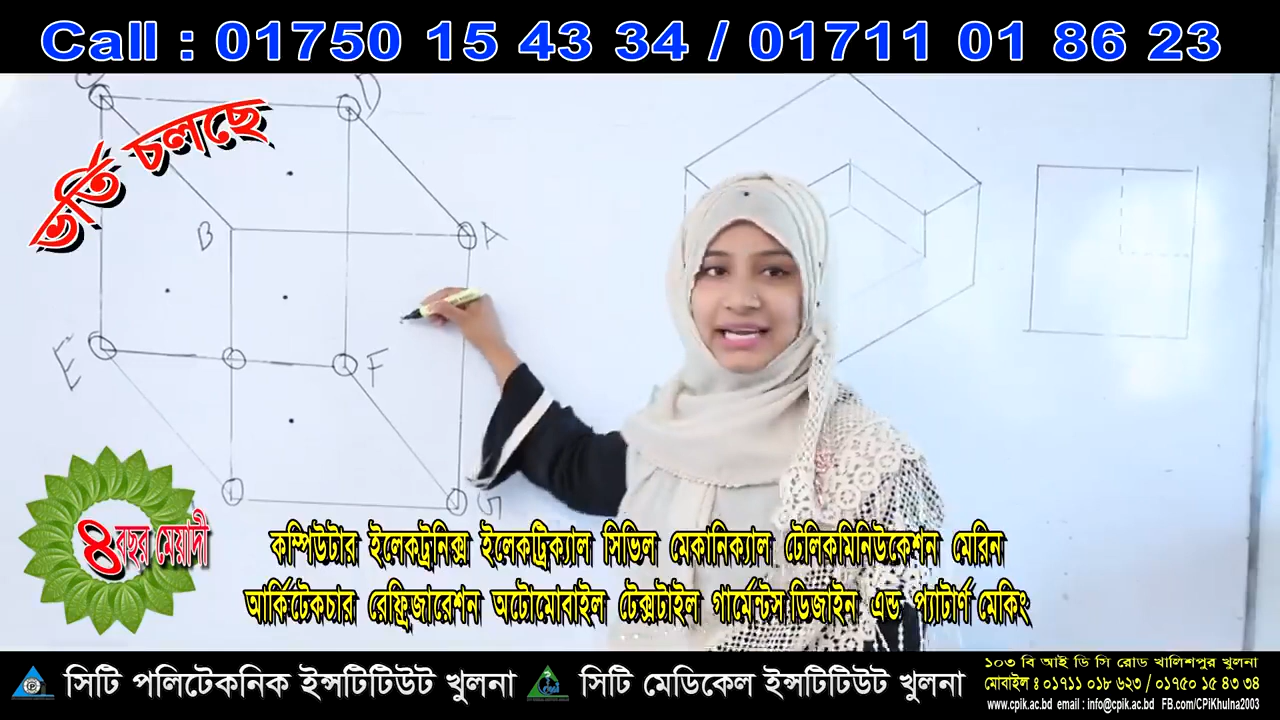 Call : 01750 15 43 34 / 01711 01 86 23
ভর্তি চলছে
D
B
A
E
F
G
৪ বছর মেয়াদী
কম্পিউটার ইলেকট্রনিক্স ইলেকট্রিক্যাল সিভিল মেকানিক্যাল টেলিকমিনিউকেশন মেরিন
আর্কিটেকচার রেফ্রিজারেশন অটোমোবাইল টেক্সটাইল গার্মেন্টস ডিজাইন এন্ড প্যাটার্ণ মেকিং
সিটি পলিটেকনিক ইন্সটিটিউট খুলনা সিটি মেডিকেল ইন্সটিটিউট খুলনা
১০৩ বি আই ডি সি রোড খালিশপুর খুলনা
মোবাইল ঃ ০১৭১১ ০১৮ ৬২৩ / ০১৭৫০ ১৫ ৪৩ ৩৪
www.cpik.ac.bd email : info@cpik.ac.bd FB.com/CPiKhulna2003